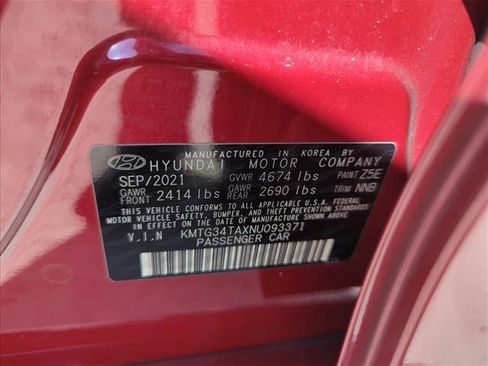 MANUFACTURED IN KOREA BY
HYUNDAI MOTOR COMPANY
SEP/2021 GVWR 4674 lbs PAINT Z5E
GAWR FRONT 2414 lbs GAWR REAR 2690 lbs TRIM NNB
THIS VEHICLE CONFORMS TO ALL APPLICABLE U.S.A. FEDERAL
MOTOR VEHICLE SAFETY, BUMPER, AND THEFT PREVENTION
STANDARDS IN EFFECT ON THE DATE OF MANUFACTURE SHOWN ABOVE.
V.I.N KMTG34TAXNU093371
PASSENGER CAR